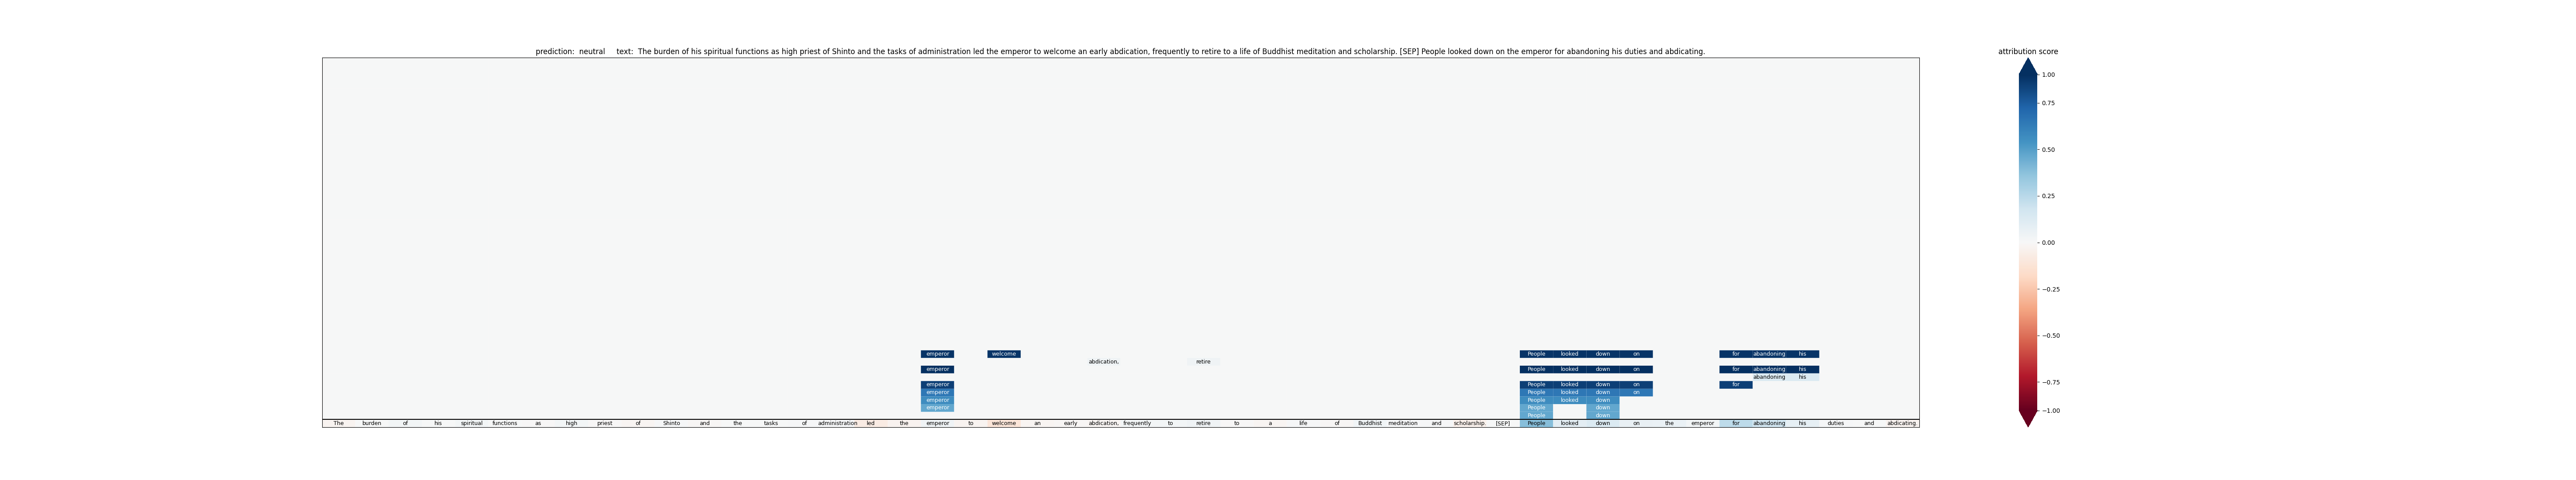 prediction: neutral text: The burden of his spiritual functions as high priest of Shinto and the tasks of administration led the emperor to welcome an early abdication, frequently to retire to a life of Buddhist meditation and scholarship. [SEP] People looked down on the emperor for abandoning his duties and abdicating.
attribution score
1.00
0.75
0.50
0.25
0.00
−0.25
−0.50
−0.75
−1.00
emperor welcome People looked down on for abandoning his
abdication, retire
emperor People looked down on for abandoning his
abandoning his
emperor People looked down on for
emperor People looked down on
emperor People looked down
emperor People down
People down
The burden of his spiritual functions as high priest of Shinto and the tasks of administration led the emperor to welcome an early abdication, frequently to retire to a life of Buddhist meditation and scholarship. [SEP] People looked down on the emperor for abandoning his duties and abdicating.